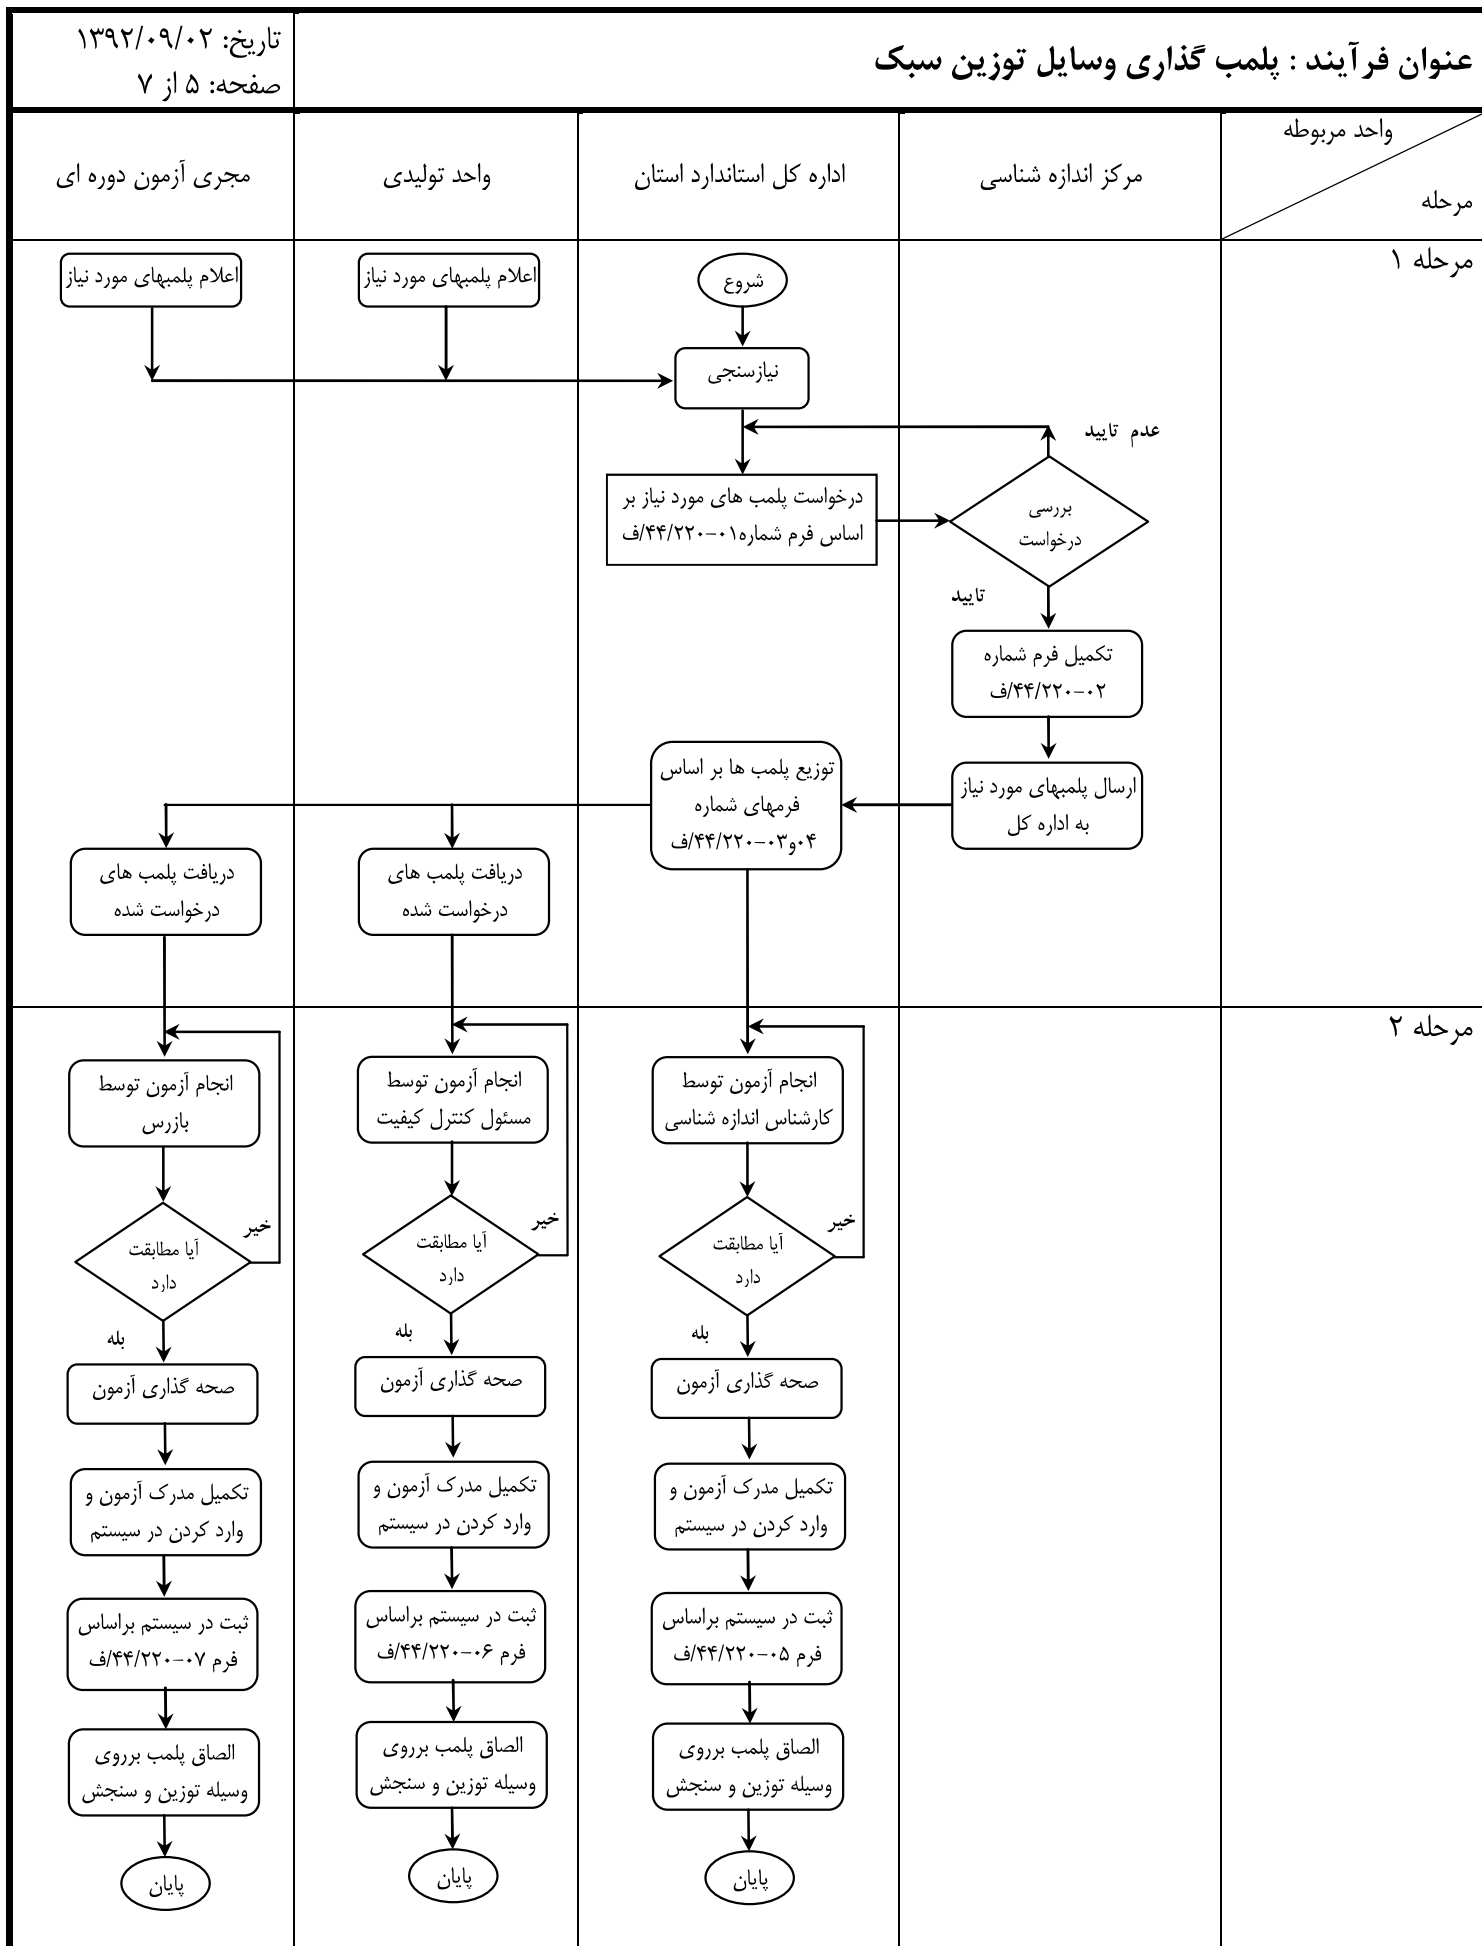 عنوان فرآیند : پلمب گذاری وسایل توزین سبک
تاریخ: ۱۳۹۲/۰۹/۰۲
صفحه: ۵ از ۷
واحد مربوطه
مرحله
مرکز اندازه شناسی
اداره کل استاندارد استان
واحد تولیدی
مجری آزمون دوره ای
مرحله ۱
شروع
اعلام پلمبهای مورد نیاز
اعلام پلمبهای مورد نیاز
نیازسنجی
عدم تایید
درخواست پلمب های مورد نیاز بر
اساس فرم شماره۰۱-۴۴/۲۲۰/ف
بررسی
درخواست
تایید
تکمیل فرم شماره
۰۲-۴۴/۲۲۰/ف
ارسال پلمبهای مورد نیاز
به اداره کل
توزیع پلمب ها بر اساس
فرمهای شماره
۰۴و۰۳-۴۴/۲۲۰/ف
دریافت پلمب های
درخواست شده
دریافت پلمب های
درخواست شده
مرحله ۲
انجام آزمون توسط
کارشناس اندازه شناسی
آیا مطابقت
دارد
خیر
بله
صحه گذاری آزمون
تکمیل مدرک آزمون و
وارد کردن در سیستم
ثبت در سیستم براساس
فرم ۰۵-۴۴/۲۲۰/ف
الصاق پلمب برروی
وسیله توزین و سنجش
پایان
انجام آزمون توسط
مسئول کنترل کیفیت
آیا مطابقت
دارد
خیر
بله
صحه گذاری آزمون
تکمیل مدرک آزمون و
وارد کردن در سیستم
ثبت در سیستم براساس
فرم ۰۶-۴۴/۲۲۰/ف
الصاق پلمب برروی
وسیله توزین و سنجش
پایان
انجام آزمون توسط
بازرس
آیا مطابقت
دارد
خیر
بله
صحه گذاری آزمون
تکمیل مدرک آزمون و
وارد کردن در سیستم
ثبت در سیستم براساس
فرم ۰۷-۴۴/۲۲۰/ف
الصاق پلمب برروی
وسیله توزین و سنجش
پایان